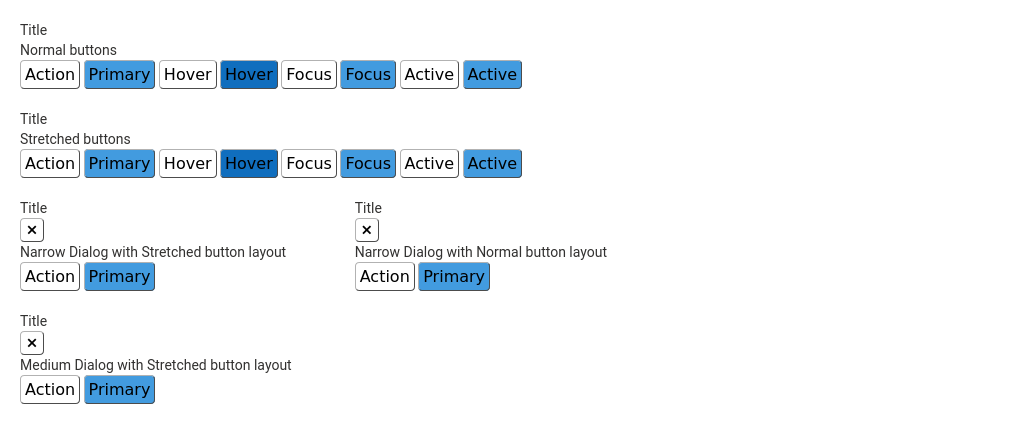 Title
Normal buttons
Action Primary Hover Hover Focus Focus Active Active
Title
Stretched buttons
Action Primary Hover Hover Focus Focus Active Active
Title
×
Narrow Dialog with Stretched button layout
Action Primary
Title
×
Narrow Dialog with Normal button layout
Action Primary
Title
×
Medium Dialog with Stretched button layout
Action Primary